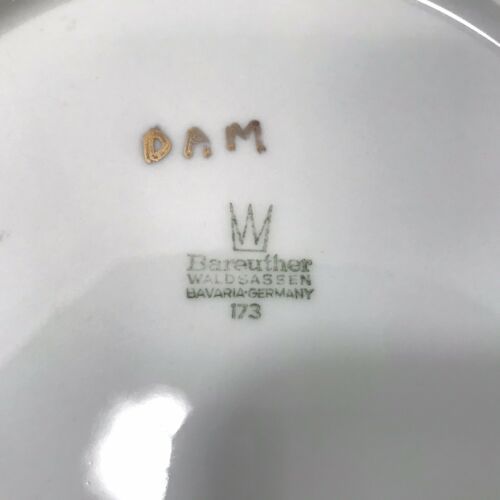 DAM
Bareuther
WALDSASSEN
BAVARIA-GERMANY
173